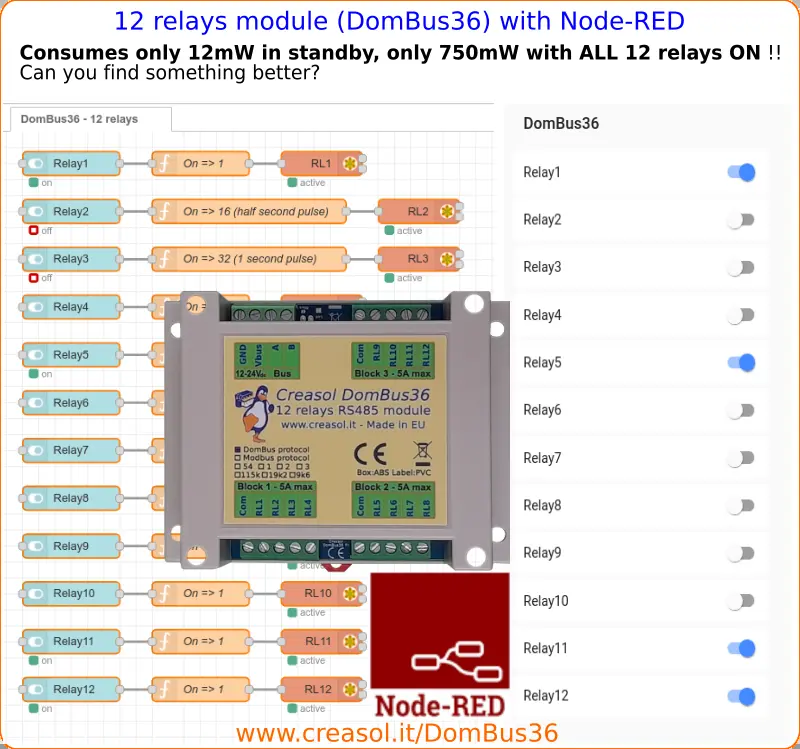 12 relays module (DomBus36) with Node-RED
Consumes only 12mW in standby, only 750mW with ALL 12 relays ON !!
Can you find something better?
DomBus36 - 12 relays
Relay1
On => 1
RL1
on
active
Relay2
On => 16 (half second pulse)
RL2
off
active
Relay3
On => 32 (1 second pulse)
RL3
off
active
Relay4
On =
Relay5
on
Relay6
Relay7
Relay8
Relay9
active
Relay10
On => 1
RL10
active
Relay11
On => 1
RL11
on
active
Relay12
On => 1
RL12
on
active
GND Vbus A B
12-24Vdc Bus
Com RL9 RL10 RL11 RL12
Block 3 - 5A max
Creasol DomBus36
12 relays RS485 module
www.creasol.it - Made in EU
DomBus protocol
Modbus protocol
54 1 2 3
115k 19k2 9k6
CE
Box:ABS Label:PVC
Block 1 - 5A max
Com RL1 RL2 RL3 RL4
Block 2 - 5A max
Com RL5 RL6 RL7 RL8
Creasol
CE
Node-RED
DomBus36
Relay1
Relay2
Relay3
Relay4
Relay5
Relay6
Relay7
Relay8
Relay9
Relay10
Relay11
Relay12
www.creasol.it/DomBus36